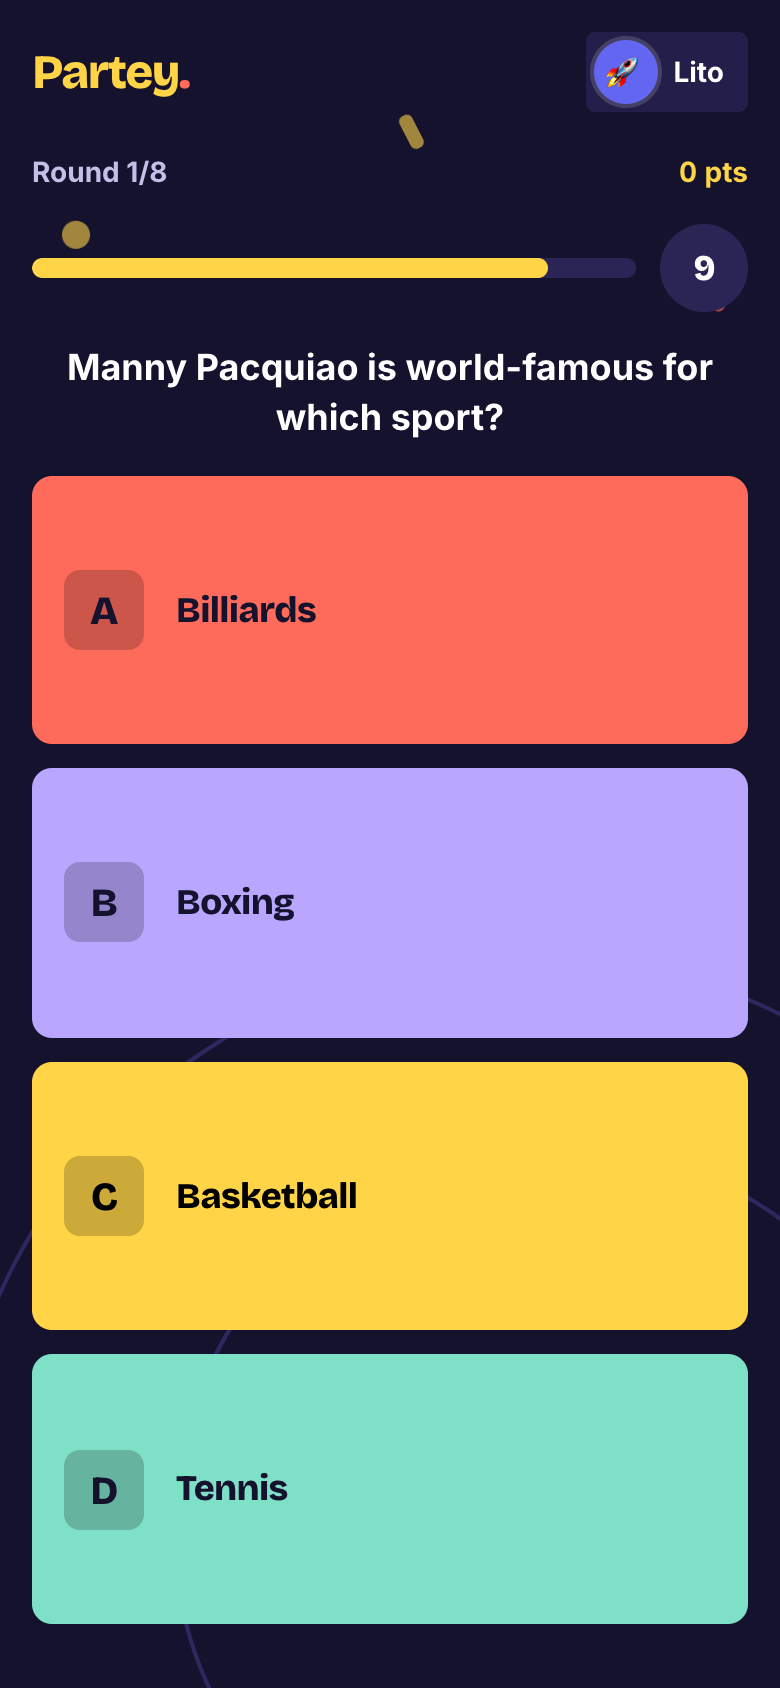 Partey.
Lito
Round 1/8
0 pts
9
Manny Pacquiao is world-famous for
which sport?
A Billiards
B Boxing
C Basketball
D Tennis